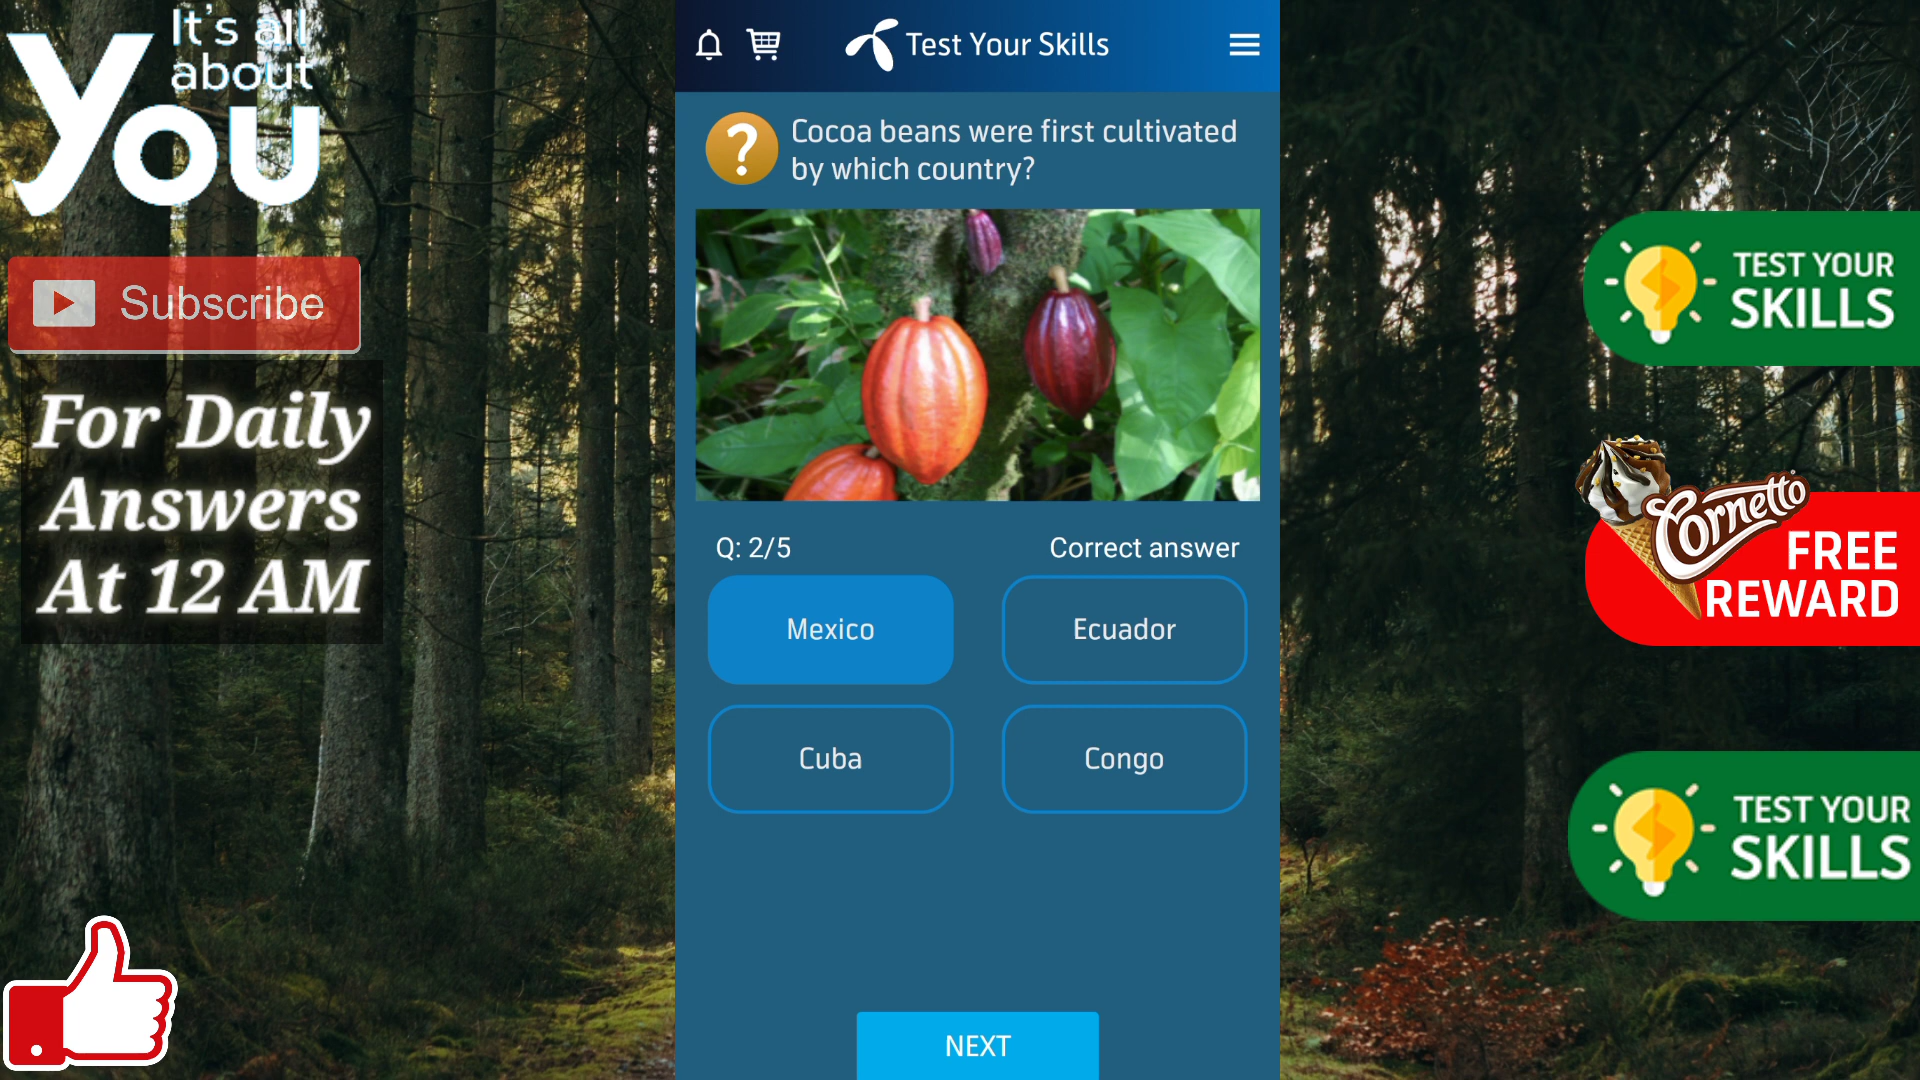 It's all
about
you
Subscribe
For Daily
Answers
At 12 AM
Test Your Skills
?
Cocoa beans were first cultivated
by which country?
Q: 2/5
Correct answer
Mexico
Ecuador
Cuba
Congo
NEXT
TEST YOUR
SKILLS
Cornetto
FREE
REWARD
TEST YOUR
SKILLS